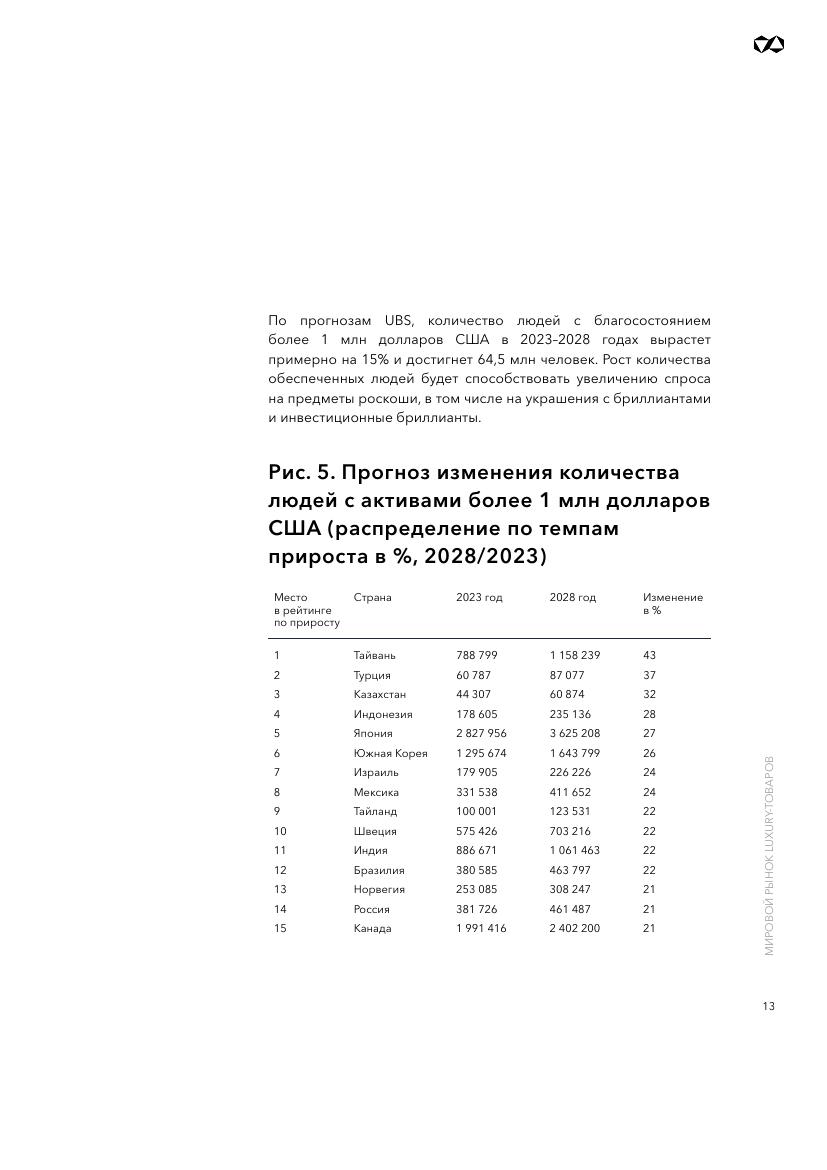 По прогнозам UBS, количество людей с благосостоянием
более 1 млн долларов США в 2023–2028 годах вырастет
примерно на 15% и достигнет 64,5 млн человек. Рост количества
обеспеченных людей будет способствовать увеличению спроса
на предметы роскоши, в том числе на украшения с бриллиантами
и инвестиционные бриллианты.
Рис. 5. Прогноз изменения количества
людей с активами более 1 млн долларов
США (распределение по темпам
прироста в %, 2028/2023)
Место в рейтинге по приросту Страна 2023 год 2028 год Изменение в %
1 Тайвань 788 799 1 158 239 43
2 Турция 60 787 87 077 37
3 Казахстан 44 307 60 874 32
4 Индонезия 178 605 235 136 28
5 Япония 2 827 956 3 625 208 27
6 Южная Корея 1 295 674 1 643 799 26
7 Израиль 179 905 226 226 24
8 Мексика 331 538 411 652 24
9 Тайланд 100 001 123 531 22
10 Швеция 575 426 703 216 22
11 Индия 886 671 1 061 463 22
12 Бразилия 380 585 463 797 22
13 Норвегия 253 085 308 247 21
14 Россия 381 726 461 487 21
15 Канада 1 991 416 2 402 200 21
МИРОВОЙ РЫНОК LUXURY-ТОВАРОВ
13